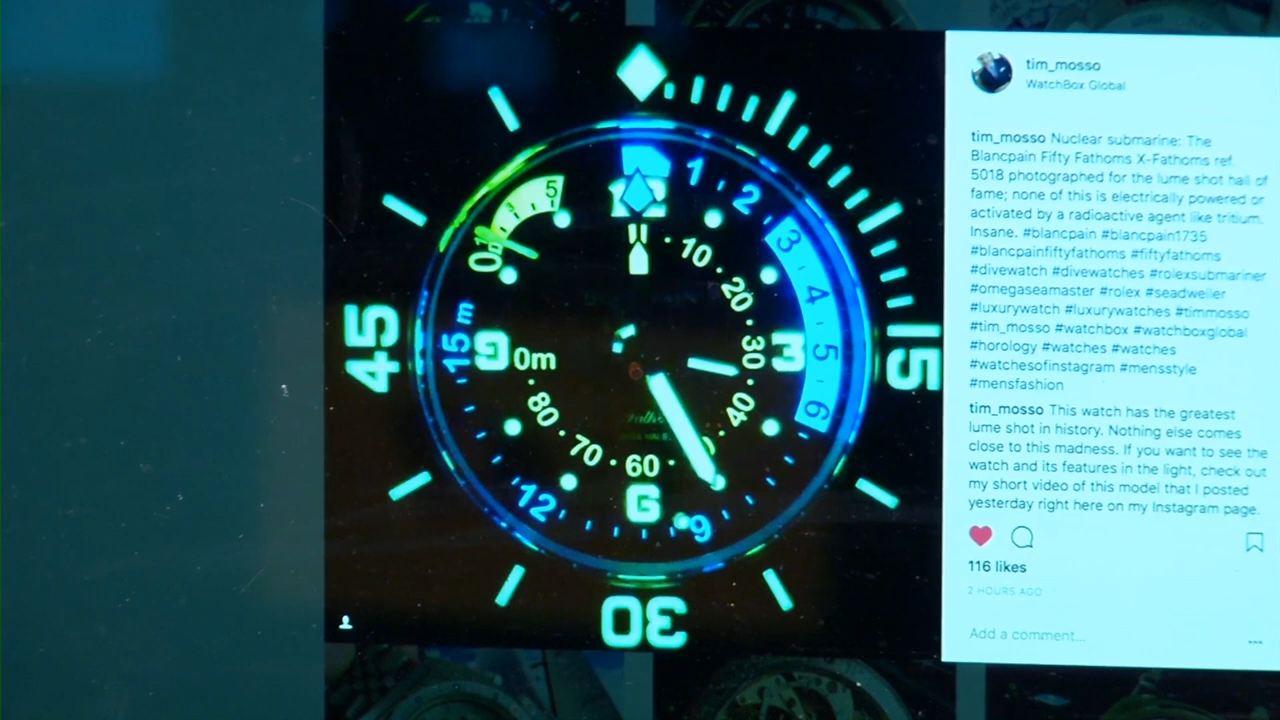 tim_mosso
WatchBox Global
tim_mosso Nuclear submarine: The
Blancpain Fifty Fathoms X-Fathoms ref.
5018 photographed for the lume shot hall of
fame; none of this is electrically powered or
activated by a radioactive agent like tritium.
Insane. #blancpain #blancpain1735
#blancpainfiftyfathoms #fiftyfathoms
#divewatch #divewatches #rolexsubmariner
#omegaseamaster #rolex #seadweller
#luxurywatch #luxurywatches #timmosso
#tim_mosso #watchbox #watchboxglobal
#horology #watches #watches
#watchesofinstagram #mensstyle
#mensfashion
tim_mosso This watch has the greatest
lume shot in history. Nothing else comes
close to this madness. If you want to see the
watch and its features in the light, check out
my short video of this model that I posted
yesterday right here on my Instagram page.
116 likes
2 HOURS AGO
Add a comment...
15
30
45
1
2
3
4
5
6
9
12
15 m
3
6
9
10
20
30
40
60
70
80
0m
5
3
0